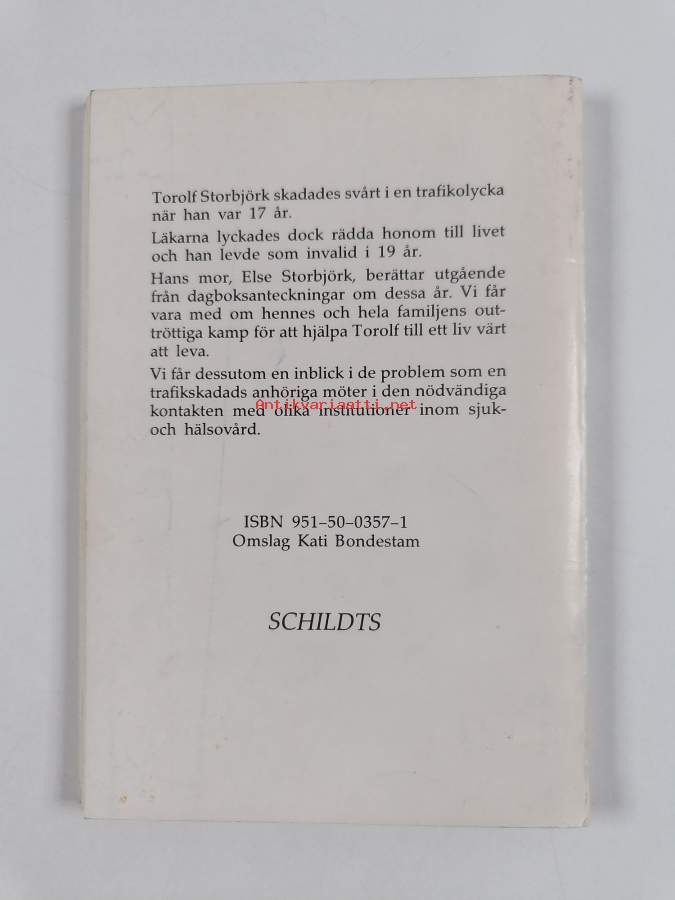 Torolf Storbjörk skadades svårt i en trafikolycka
när han var 17 år.
Läkarna lyckades dock rädda honom till livet
och han levde som invalid i 19 år.
Hans mor, Else Storbjörk, berättar utgående
från dagboksanteckningar om dessa år. Vi får
vara med om hennes och hela familjens out-
tröttiga kamp för att hjälpa Torolf till ett liv värt
att leva.
Vi får dessutom en inblick i de problem som en
trafikskadads anhöriga möter i den nödvändiga
kontakten med olika institutioner inom sjuk-
och hälsovård.
Antikvariaatti.net
ISBN 951–50–0357–1
Omslag Kati Bondestam
SCHILDTS